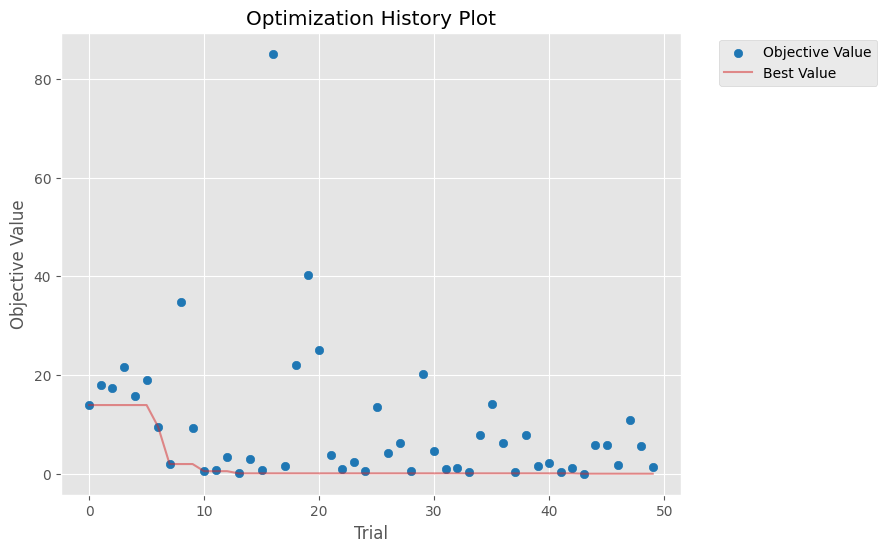 Optimization History Plot
Objective Value
Best Value
Objective Value
80
60
40
20
0
0 10 20 30 40 50
Trial